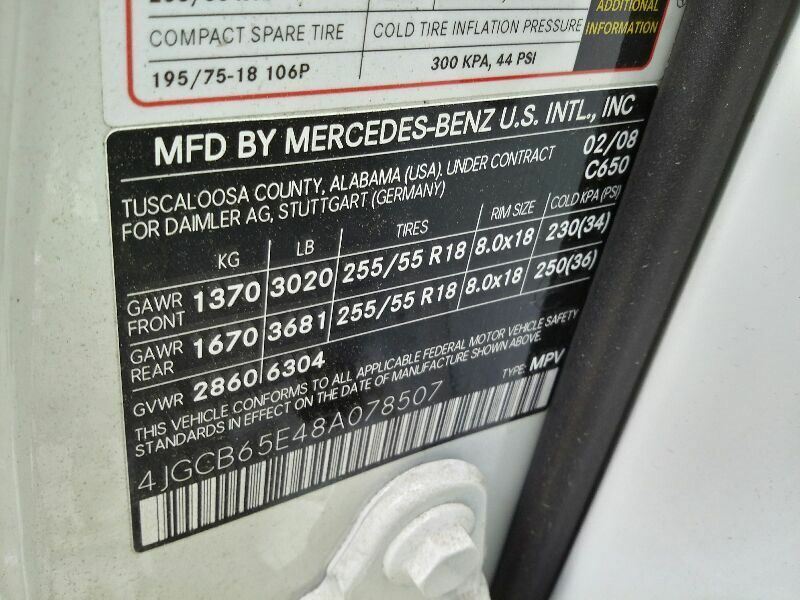 COMPACT SPARE TIRE COLD TIRE INFLATION PRESSURE
ADDITIONAL
INFORMATION
195/75-18 106P 300 KPA, 44 PSI
MFD BY MERCEDES-BENZ U.S. INTL., INC
TUSCALOOSA COUNTY, ALABAMA (USA). UNDER CONTRACT 02/08
FOR DAIMLER AG, STUTTGART (GERMANY) C650
KG LB TIRES RIM SIZE COLD KPA (PSI)
GAWR FRONT 1370 3020 255/55 R18 8.0x18 230(34)
GAWR REAR 1670 3681 255/55 R18 8.0x18 250(36)
GVWR 2860 6304
THIS VEHICLE CONFORMS TO ALL APPLICABLE FEDERAL MOTOR VEHICLE SAFETY
STANDARDS IN EFFECT ON THE DATE OF MANUFACTURE SHOWN ABOVE.
TYPE: MPV
4JGCB65E48A078507